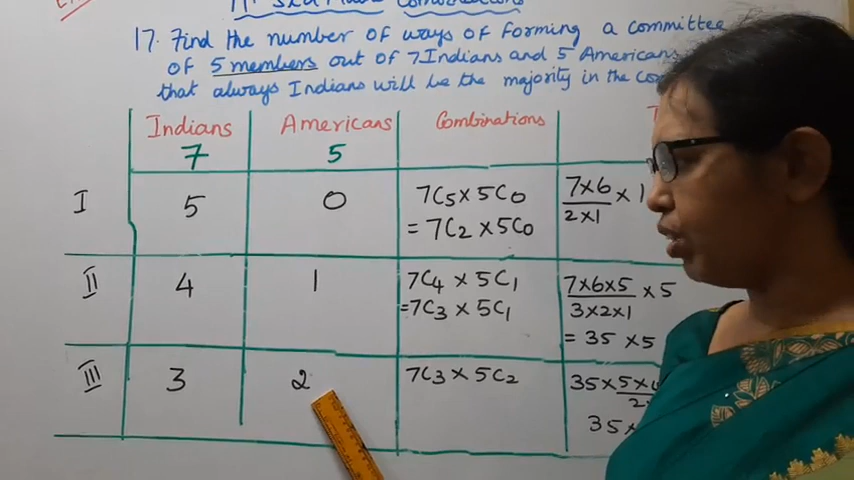 17. Find the number of ways of forming a committee
of 5 members out of 7 Indians and 5 Americans
that always Indians will be the majority in the
Indians Americans Combinations
7 5
I 5 0 7C5 × 5C0 7×6/2×1 × 1
= 7C2 × 5C0
II 4 1 7C4 × 5C1 7×6×5/3×2×1 × 5
= 7C3 × 5C1 = 35 × 5
III 3 2 7C3 × 5C2 35×
35×